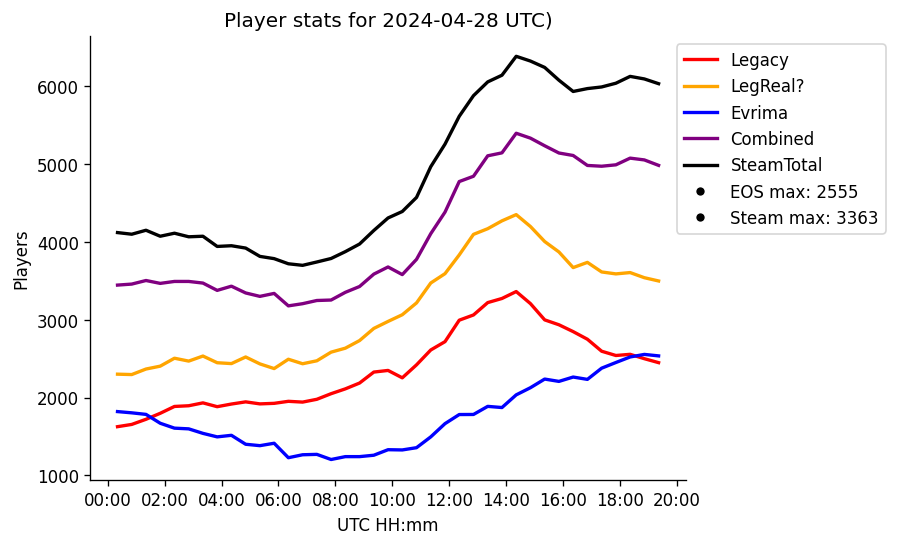 Player stats for 2024-04-28 UTC)
Players
6000
5000
4000
3000
2000
1000
00:00 02:00 04:00 06:00 08:00 10:00 12:00 14:00 16:00 18:00 20:00
UTC HH:mm
Legacy
LegReal?
Evrima
Combined
SteamTotal
EOS max: 2555
Steam max: 3363